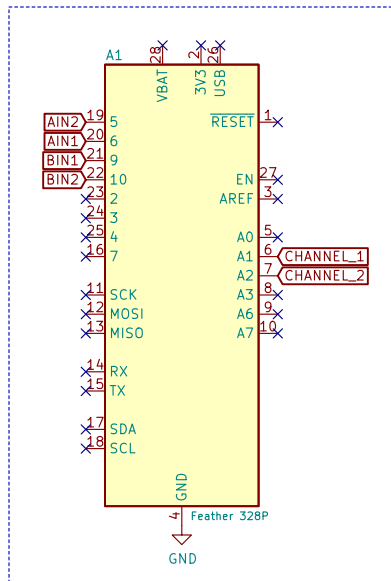 A1
28 2 26
VBAT 3V3 USB
AIN2 19 5 RESET 1
AIN1 20 6
BIN1 21 9
BIN2 22 10 EN 27
23 2 AREF 3
24 3
25 4 A0 5
16 7 A1 6 CHANNEL_1
A2 7 CHANNEL_2
11 SCK A3 8
12 MOSI A6 9
13 MISO A7 10
14 RX
15 TX
17 SDA
18 SCL
GND
4 Feather 328P
GND